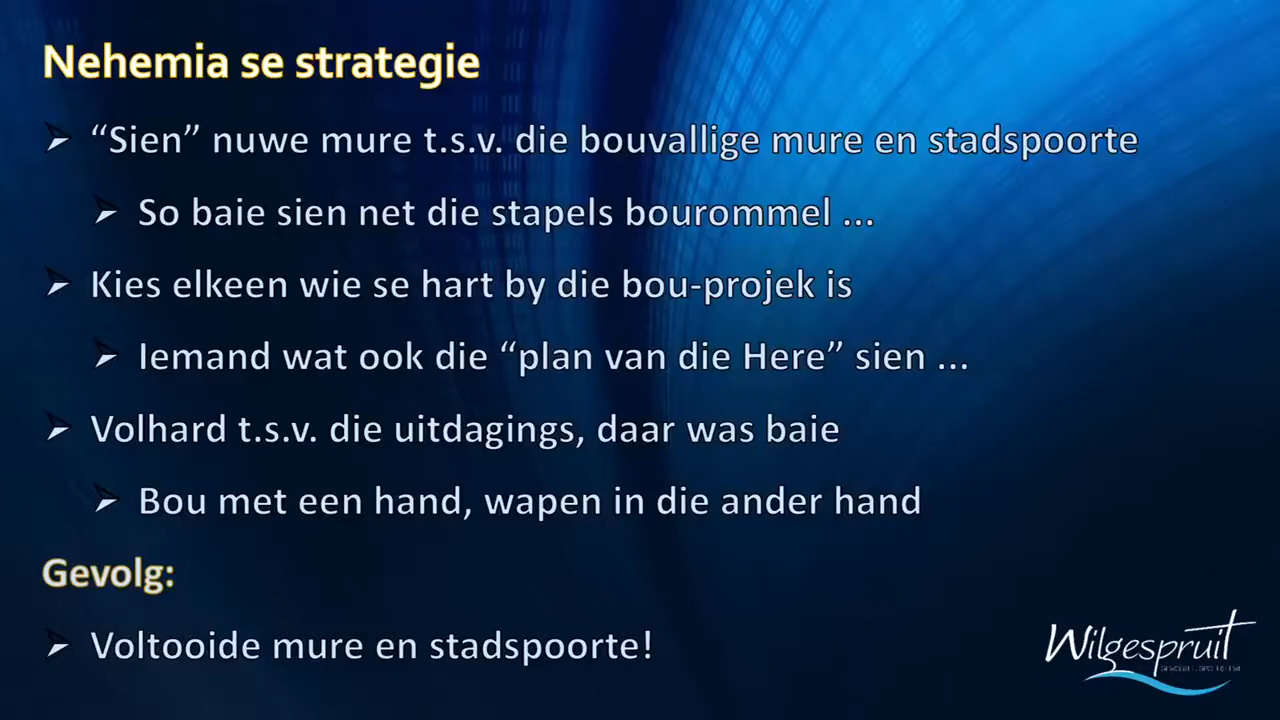 Nehemia se strategie
“Sien” nuwe mure t.s.v. die bouvallige mure en stadspoorte
So baie sien net die stapels bourommel ...
Kies elkeen wie se hart by die bou-projek is
Iemand wat ook die “plan van die Here” sien ...
Volhard t.s.v. die uitdagings, daar was baie
Bou met een hand, wapen in die ander hand
Gevolg:
Voltooide mure en stadspoorte!
Wilgespruit